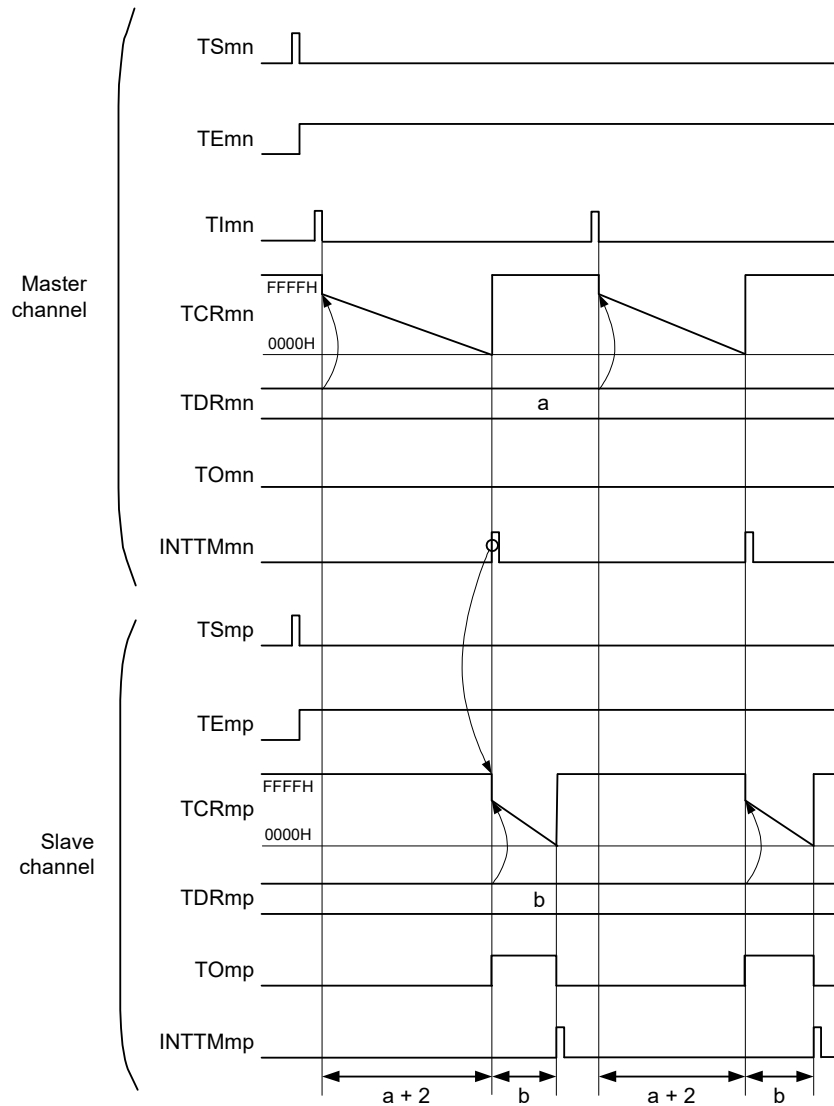 TSmn
TEmn
TImn
Master
channel
FFFFH
TCRmn
0000H
TDRmn
a
TOmn
INTTMmn
TSmp
TEmp
FFFFH
TCRmp
0000H
Slave
channel
TDRmp
b
TOmp
INTTMmp
a + 2 b a + 2 b